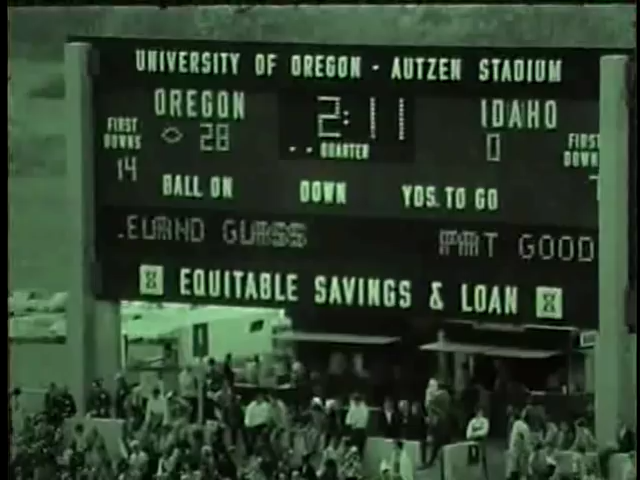 UNIVERSITY OF OREGON - AUTZEN STADIUM
OREGON 2:11 IDAHO
FIRST DOWNS 28 QUARTER 0 FIRST DOWNS
14
BALL ON DOWN YDS. TO GO
GLASS PAT GOOD
EQUITABLE SAVINGS & LOAN